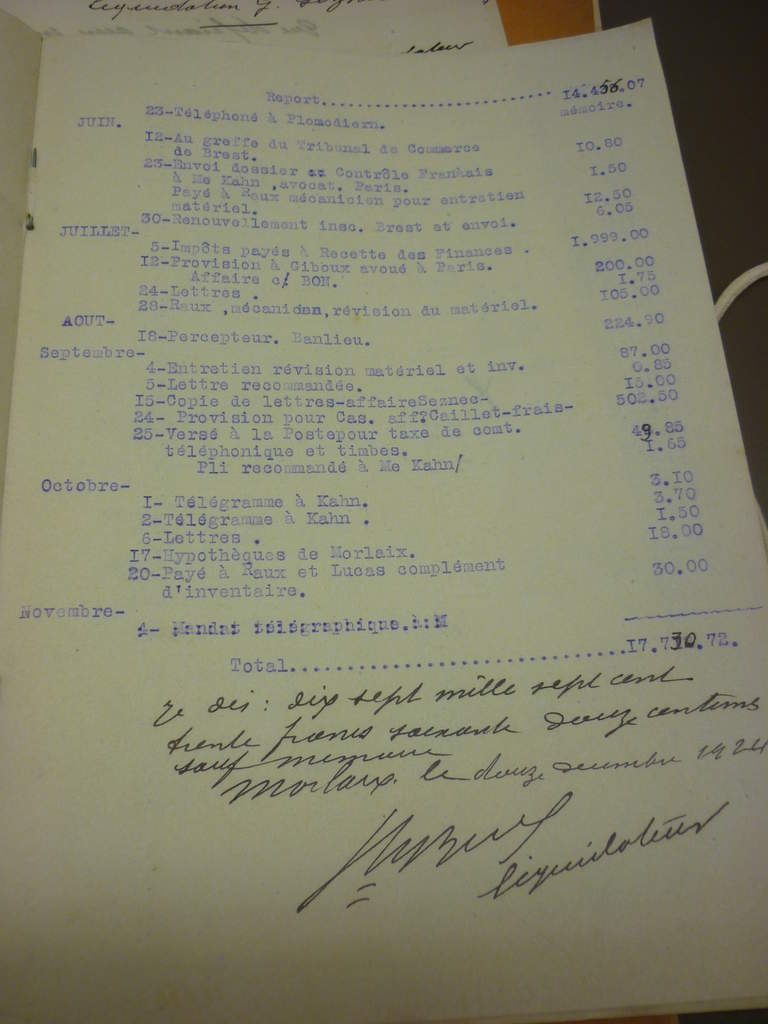 liquidation G.
lateur
Report............................14.455.07
23-Téléphoné à Plomodiern. mémoire.
JUIN.
12-Au greffe du Tribunal de Commerce 10.80
de Brest.
23-Envoi dossier au Contrôle Frankais 1.50
à Me Kahn ,avocat. Paris.
Payé à Raux mécanicien pour entretien 12.50
matériel. 6.05
30-Renouvellement insc. Brest et envoi.
JUILLET-
5-Impôts payés à Recette des Finances . 1.999.00
12-Provision à Giboux avoué à Paris. 200.00
Affaire c/ BON. 1.75
24-Lettres . 105.00
28-Raux ,mécanicien,révision du matériel.
AOUT-
18-Percepteur. Banlieu. 224.90
Septembre-
4-Entretien révision matériel et inv. 87.00
5-Lettre recommandée. 0.85
15-Copie de lettres-affaireSeznec- 15.00
24- Provision pour Cas. aff?Caillet-frais- 502.50
25-Versé à la Postepour taxe de comt. 49.85
téléphonique et timbes. 1.65
Pli recommandé à Me Kahn/
Octobre-
1- Télégramme à Kahn. 3.10
2-Télégramme à Kahn . 3.70
6-Lettres . 1.50
17-Hypothèques de Morlaix. 18.00
20-Payé à Raux et Lucas complément 30.00
d'inventaire.
Novembre-
4- Mandat télégraphique.à:M
Total..............................17.730.72.
je dis : dix sept mille sept cent
trente francs soixante douze centimes
sauf memoire
Morlaix. le douze decembre 1924
liquidateur